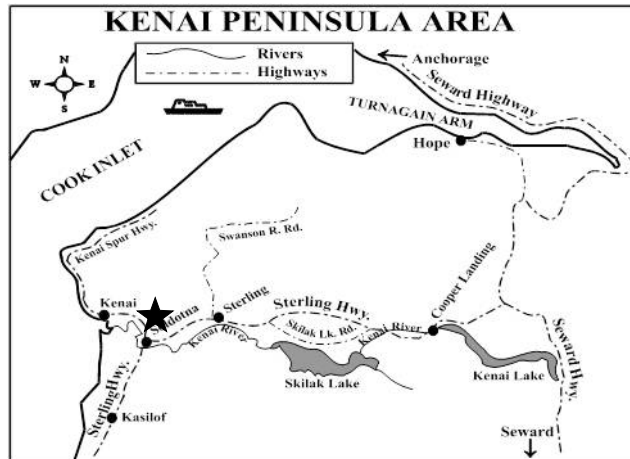 KENAI PENINSULA AREA
Rivers
Highways
N
W
E
S
Anchorage
Seward Highway
TURNAGAIN ARM
Hope
COOK INLET
Kenai Spur Hwy.
Swanson R. Rd.
Kenai
Sterling
Sterling Hwy.
Cooper Landing
Skilak Lk. Rd.
Kenai River
Kenai River
Skilak Lake
Kenai Lake
Seward Hwy.
Sterling Hwy.
Kasilof
Seward